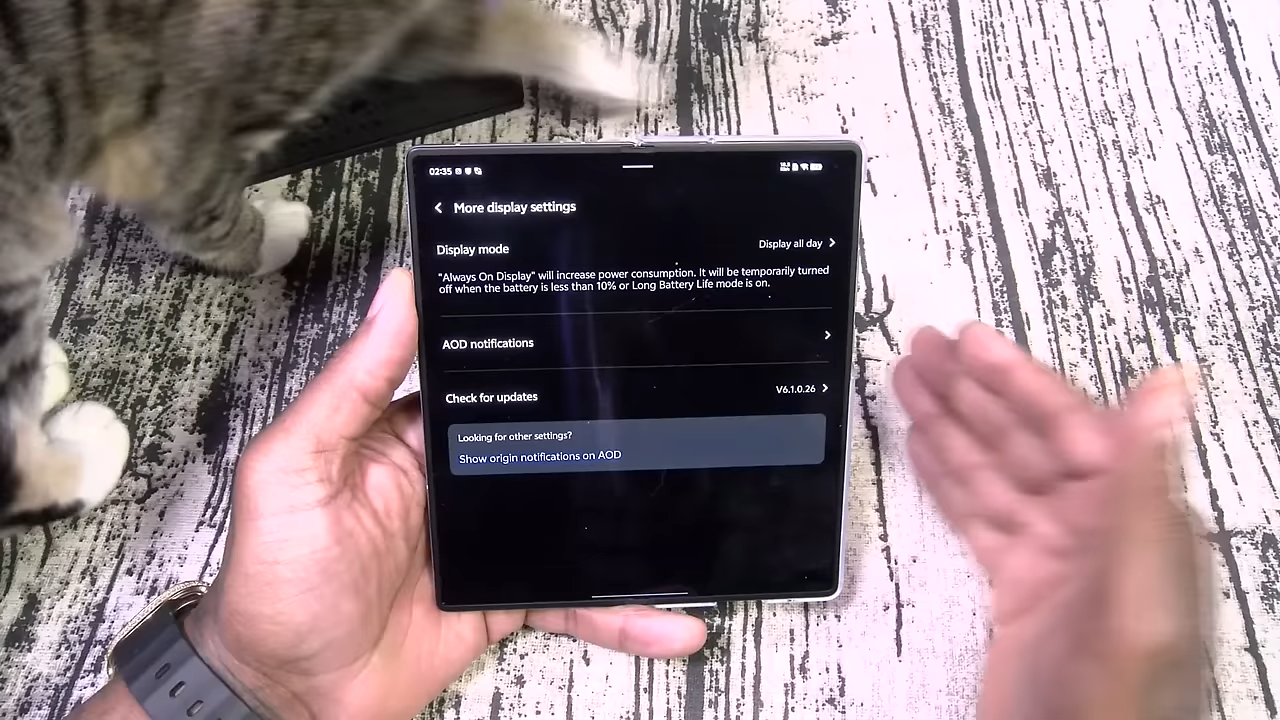 02:35
More display settings
Display mode
Display all day
"Always On Display" will increase power consumption. It will be temporarily turned
off when the battery is less than 10% or Long Battery Life mode is on.
AOD notifications
Check for updates
V6.1.0.26
Looking for other settings?
Show origin notifications on AOD